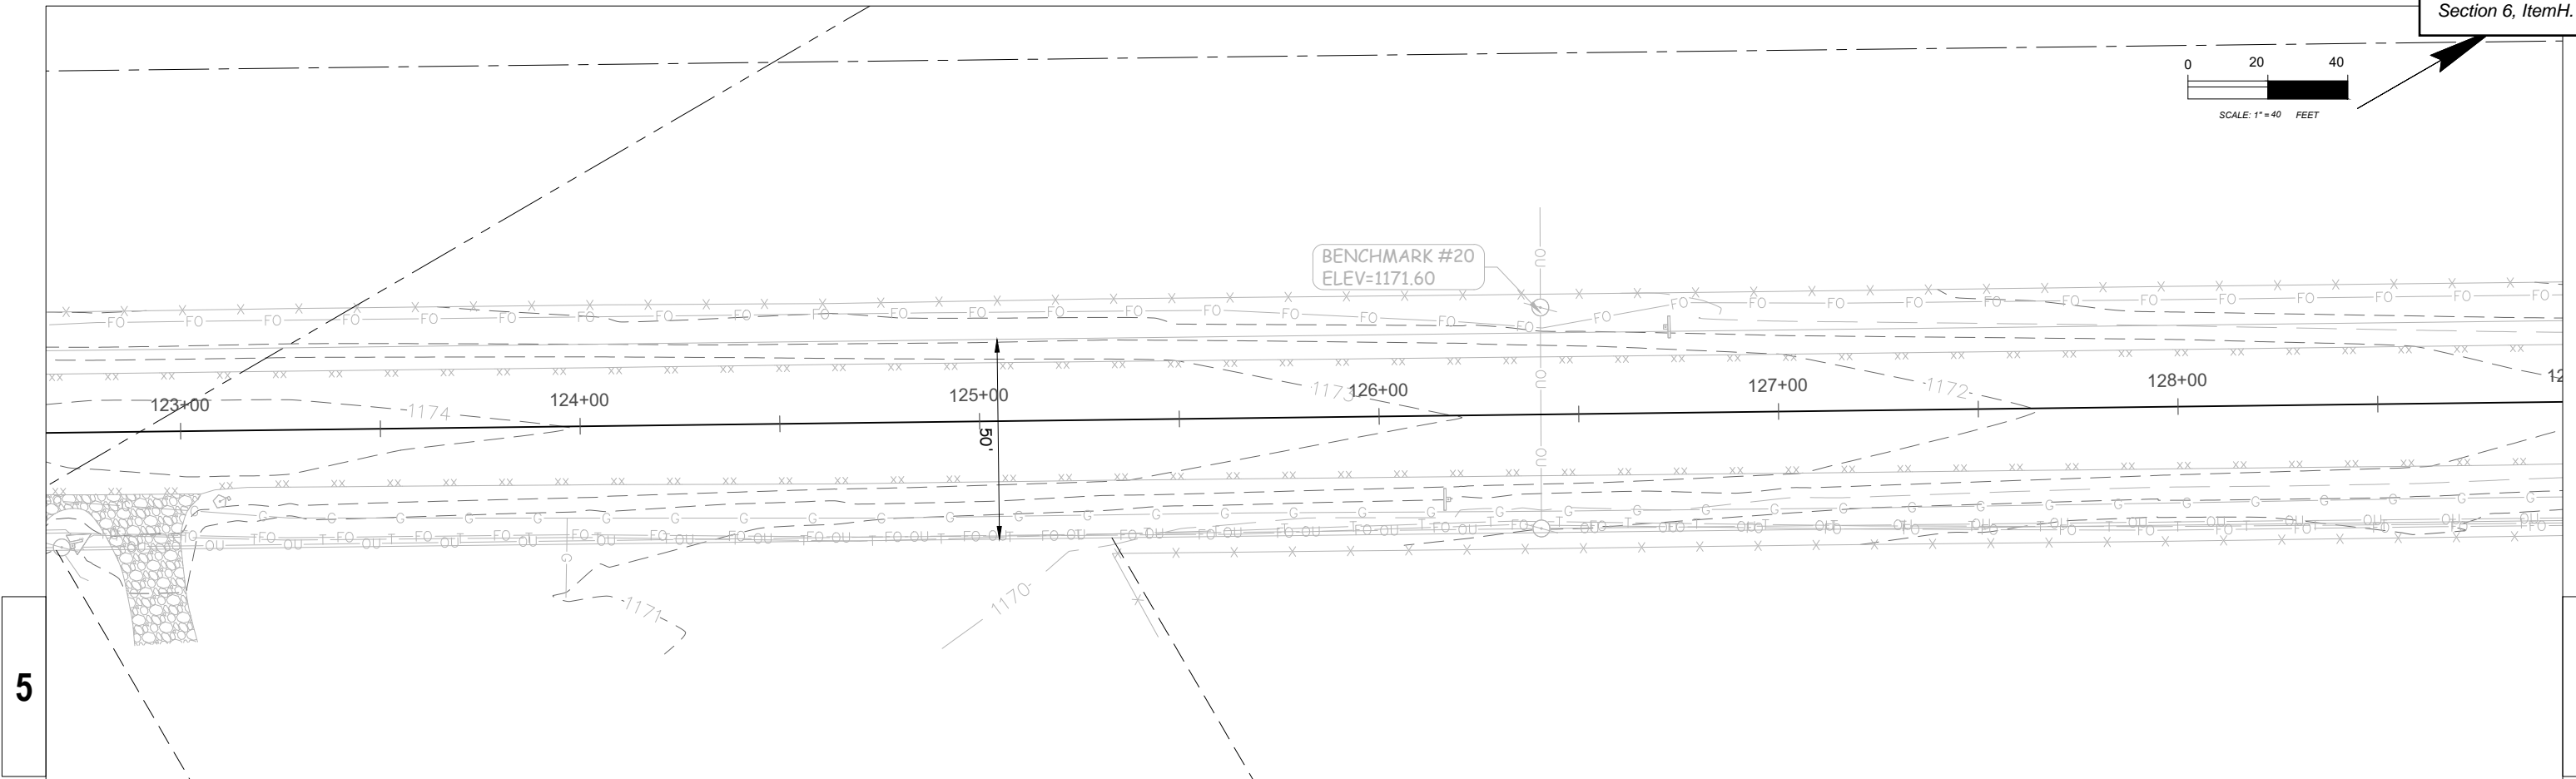 Section 6, ItemH.
0 20 40
SCALE: 1" = 40 FEET
BENCHMARK #20
ELEV=1171.60
123+00
124+00
125+00
126+00
127+00
128+00
1174
1173
1172
50'
1171
1170
5